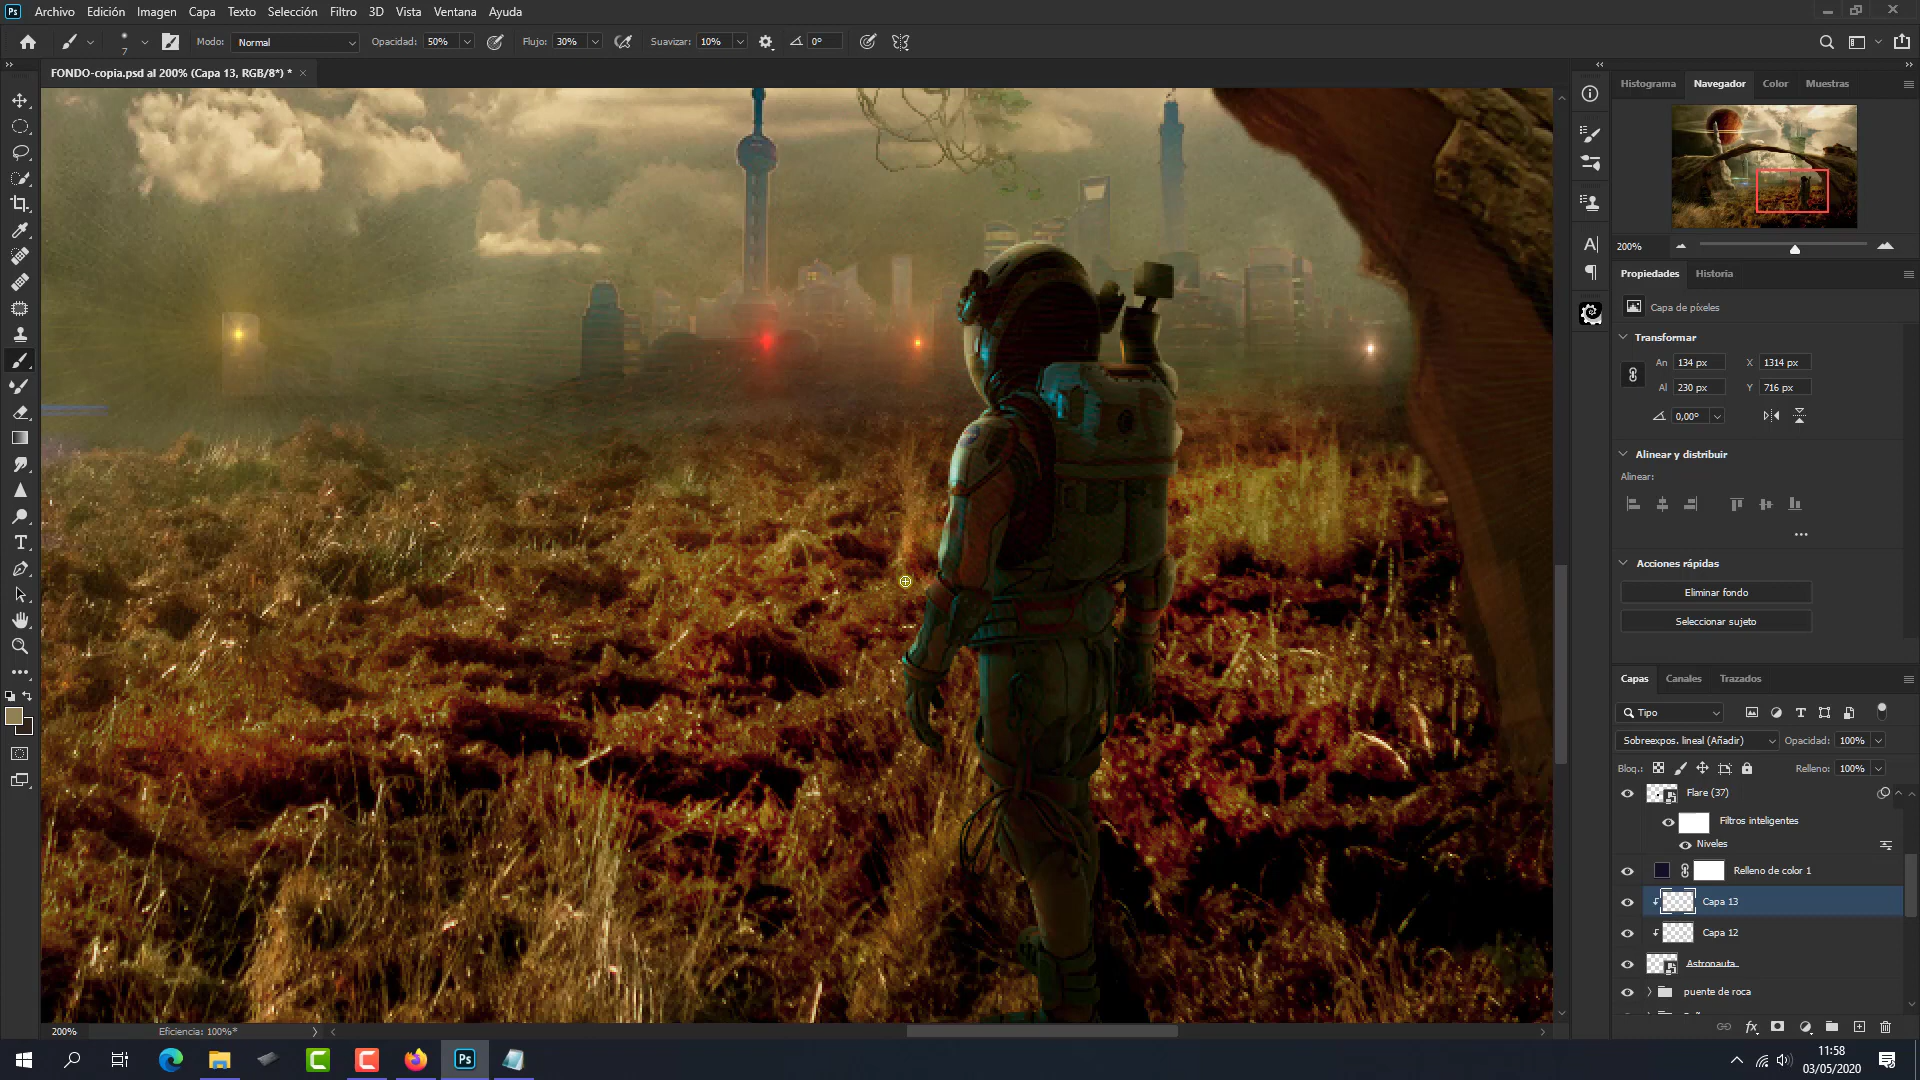 Ps Archivo Edición Imagen Capa Texto Selección Filtro 3D Vista Ventana Ayuda
7 Modo: Normal Opacidad: 50% Flujo: 30% Suavizar: 10% 0°
FONDO-copia.psd al 200% (Capa 13, RGB/8*) *
Histograma Navegador Color Muestras
200%
Propiedades Historia
Capa de píxeles
Transformar
An 134 px X 1314 px
Al 230 px Y 716 px
0,00°
Alinear y distribuir
Alinear:
Acciones rápidas
Eliminar fondo
Seleccionar sujeto
Capas Canales Trazados
Tipo
Sobreexpos. lineal (Añadir) Opacidad: 100%
Bloq.: Relleno: 100%
Flare (37)
Filtros inteligentes
Niveles
Relleno de color 1
Capa 13
Capa 12
Astronauta
puente de roca
200% Eficiencia: 100%*
Ps
11:58
03/05/2020